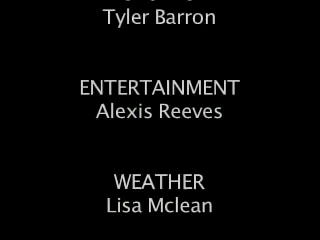 Tyler Barron
ENTERTAINMENT
Alexis Reeves
WEATHER
Lisa Mclean